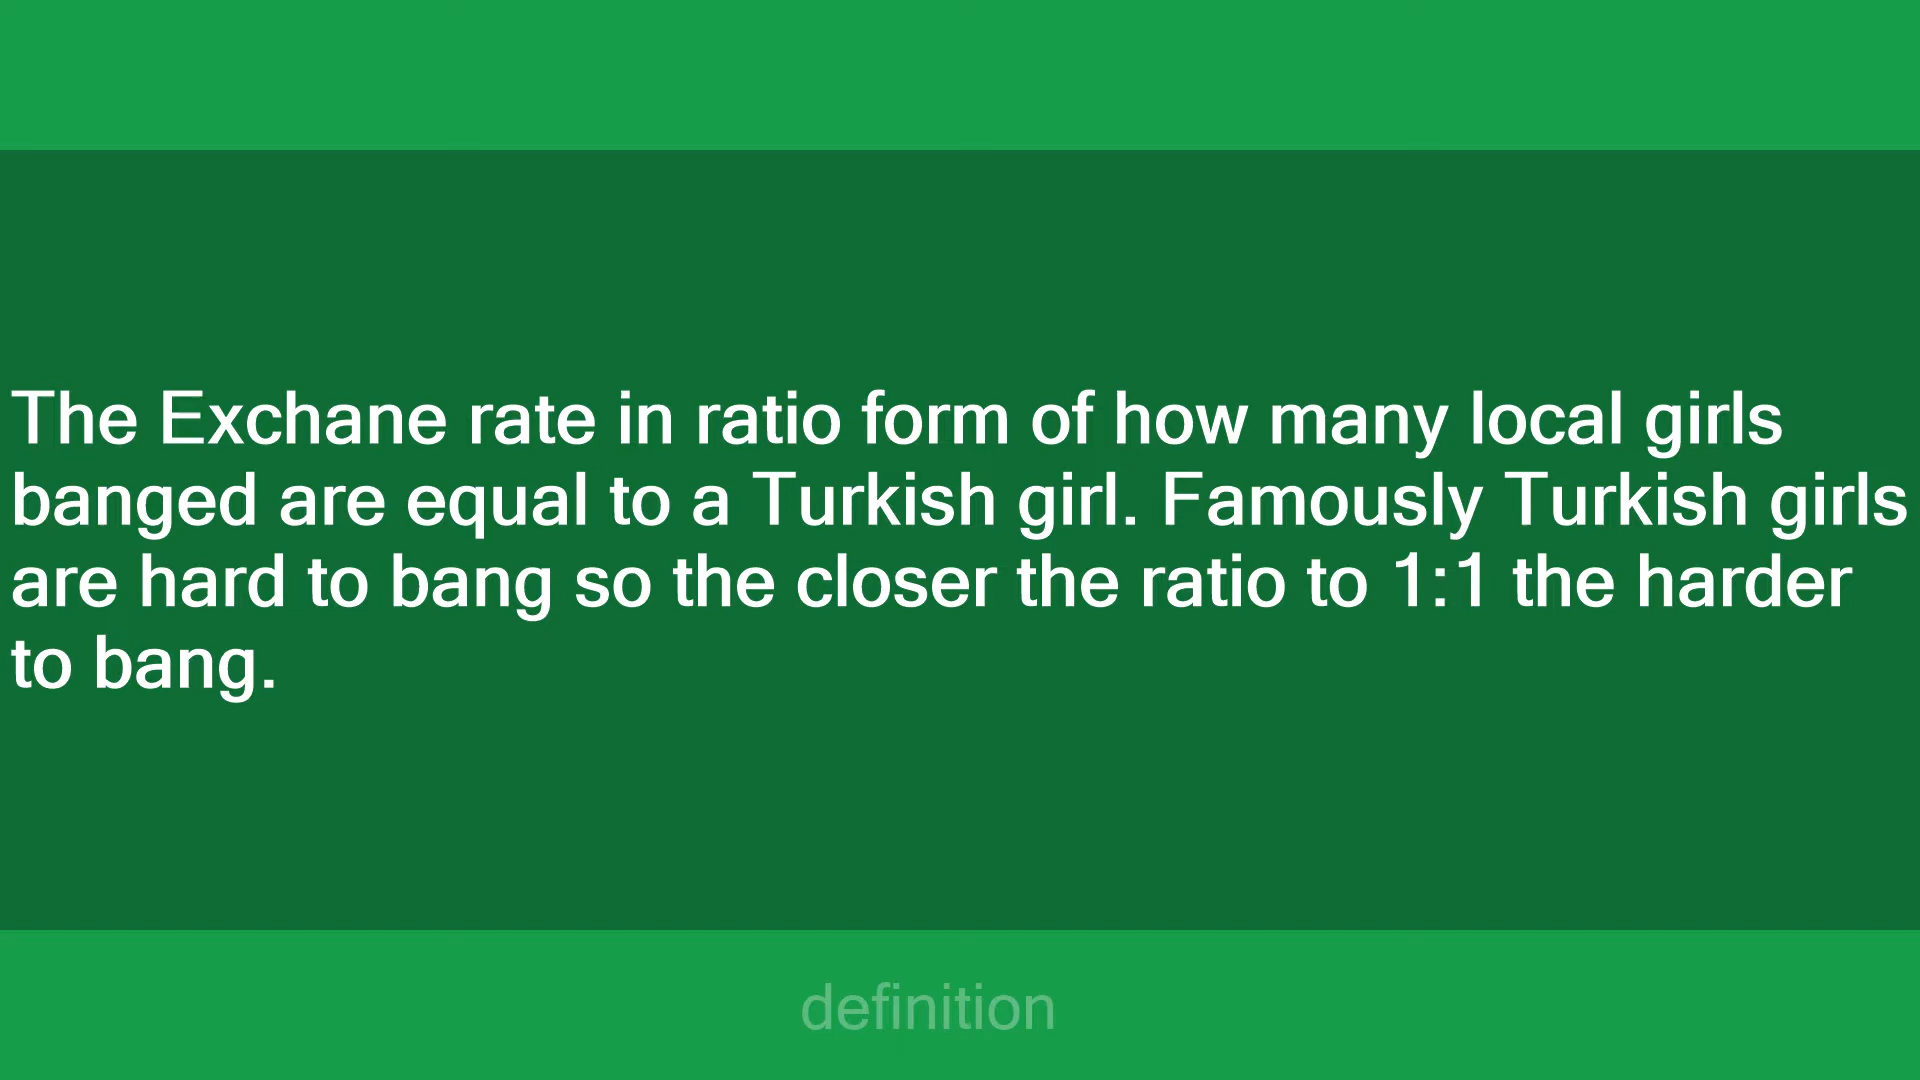 The Exchane rate in ratio form of how many local girls
banged are equal to a Turkish girl. Famously Turkish girls
are hard to bang so the closer the ratio to 1:1 the harder
to bang.
definition